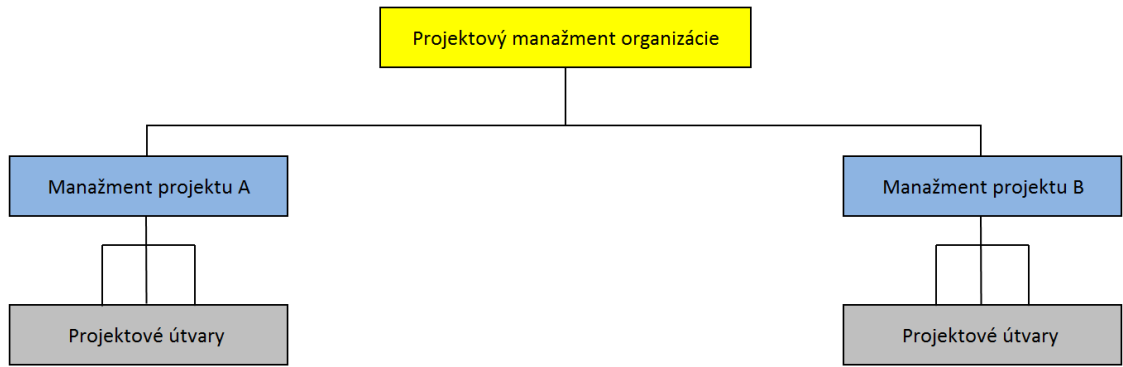 Projektový manažment organizácie
Manažment projektu A
Manažment projektu B
Projektové útvary
Projektové útvary